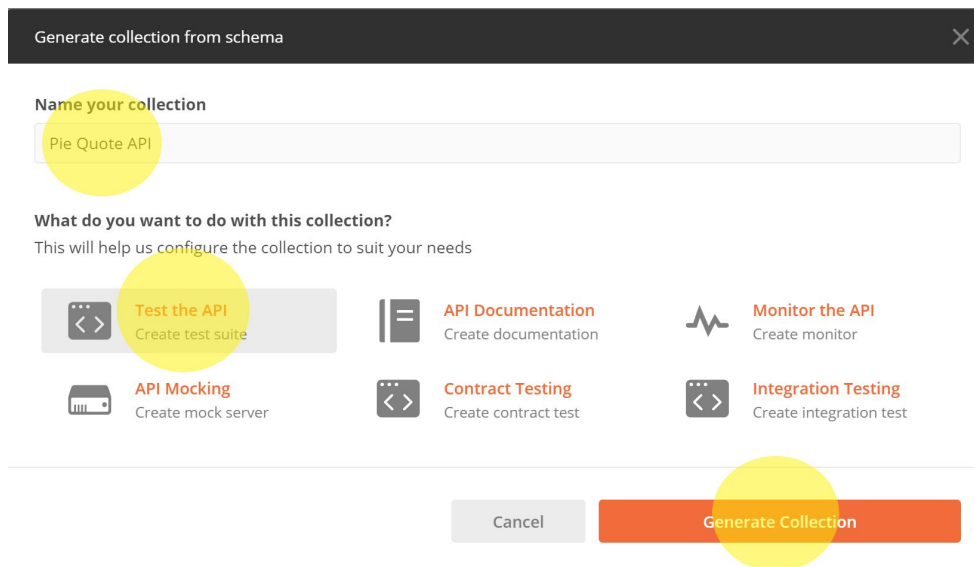 Generate collection from schema
Name your collection
Pie Quote API
What do you want to do with this collection?
This will help us configure the collection to suit your needs
Test the API
Create test suite
API Documentation
Create documentation
Monitor the API
Create monitor
API Mocking
Create mock server
Contract Testing
Create contract test
Integration Testing
Create integration test
Cancel
Generate Collection